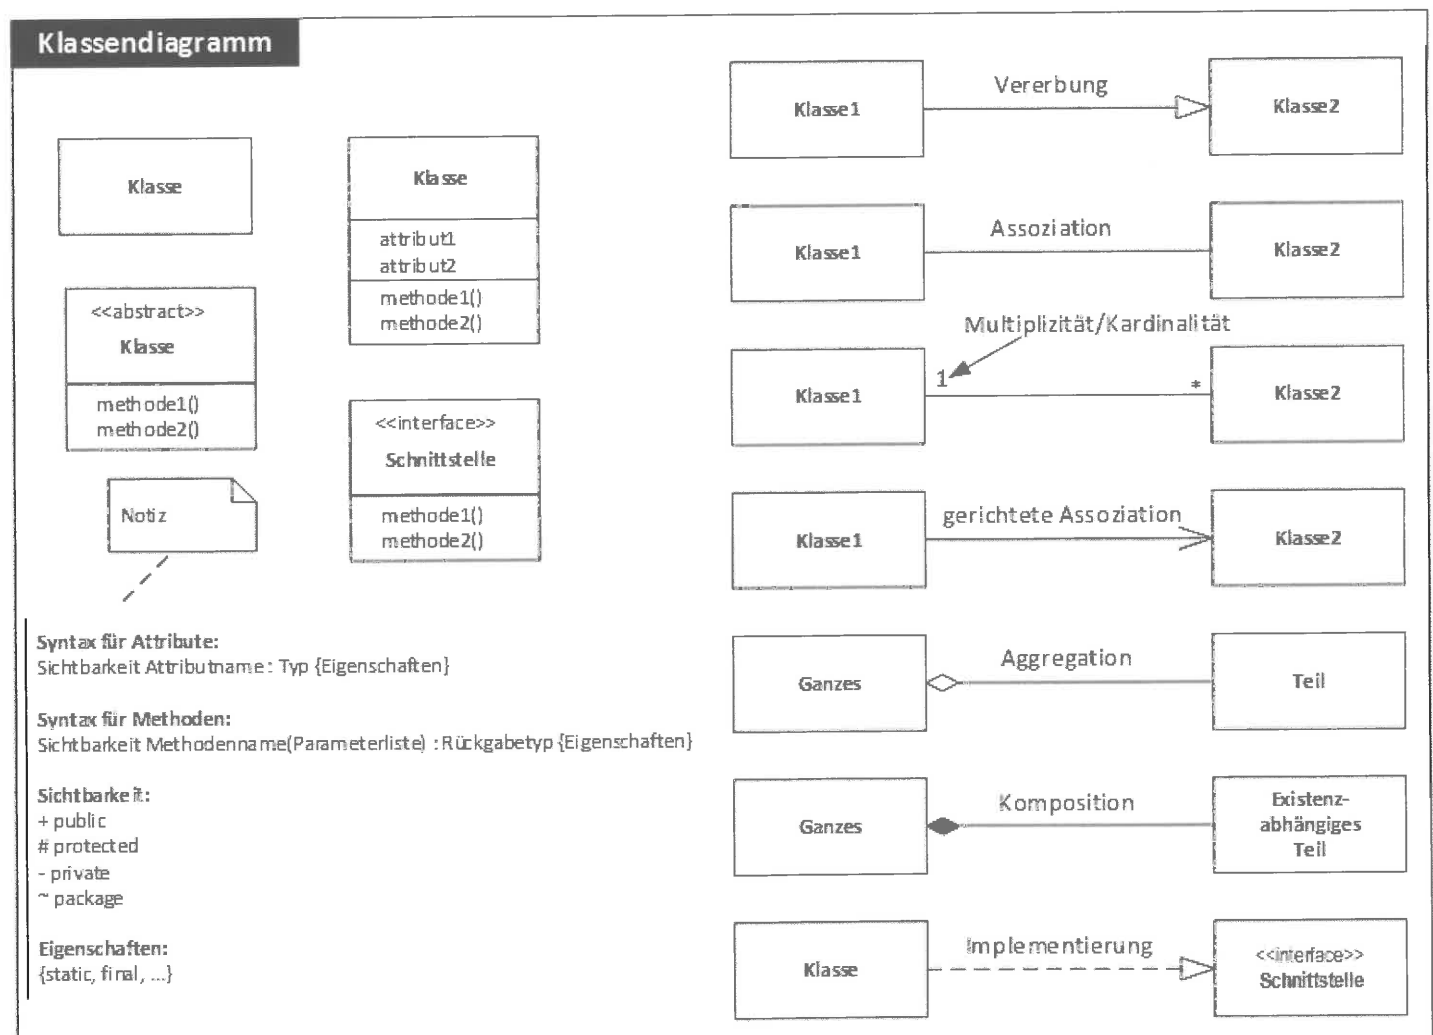 Klassendiagramm
Klasse
Klasse
attribut1
attribut2
methode1()
methode2()
<<abstract>>
Klasse
methode1()
methode2()
<<interface>>
Schnittstelle
methode1()
methode2()
Notiz
Syntax für Attribute:
Sichtbarkeit Attributname : Typ {Eigenschaften}
Syntax für Methoden:
Sichtbarkeit Methodenname(Parameterliste) : Rückgabetyp {Eigenschaften}
Sichtbarkeit:
+ public
# protected
- private
~ package
Eigenschaften:
{static, final, ...}
Klasse1
Vererbung
Klasse2
Klasse1
Assoziation
Klasse2
Multiplizität/Kardinalität
Klasse1
1
*
Klasse2
Klasse1
gerichtete Assoziation
Klasse2
Ganzes
Aggregation
Teil
Ganzes
Komposition
Existenz-
abhängiges
Teil
Klasse
Implementierung
<<interface>>
Schnittstelle